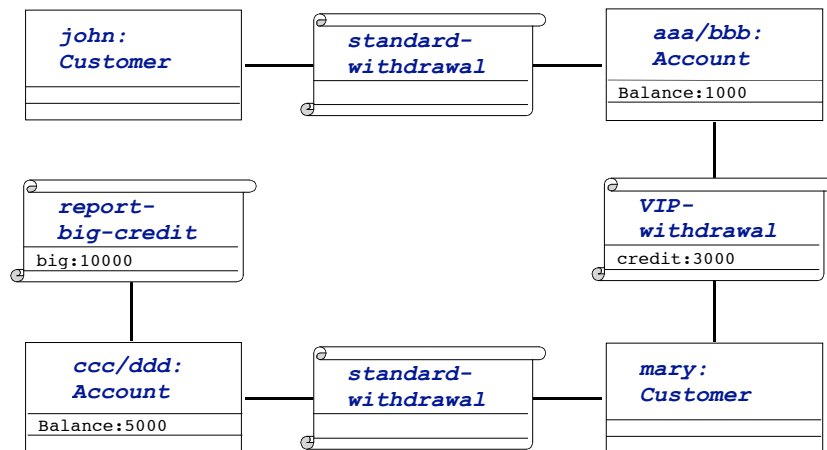 john:
Customer
standard-
withdrawal
aaa/bbb:
Account
Balance:1000
report-
big-credit
big:10000
VIP-
withdrawal
credit:3000
ccc/ddd:
Account
Balance:5000
standard-
withdrawal
mary:
Customer